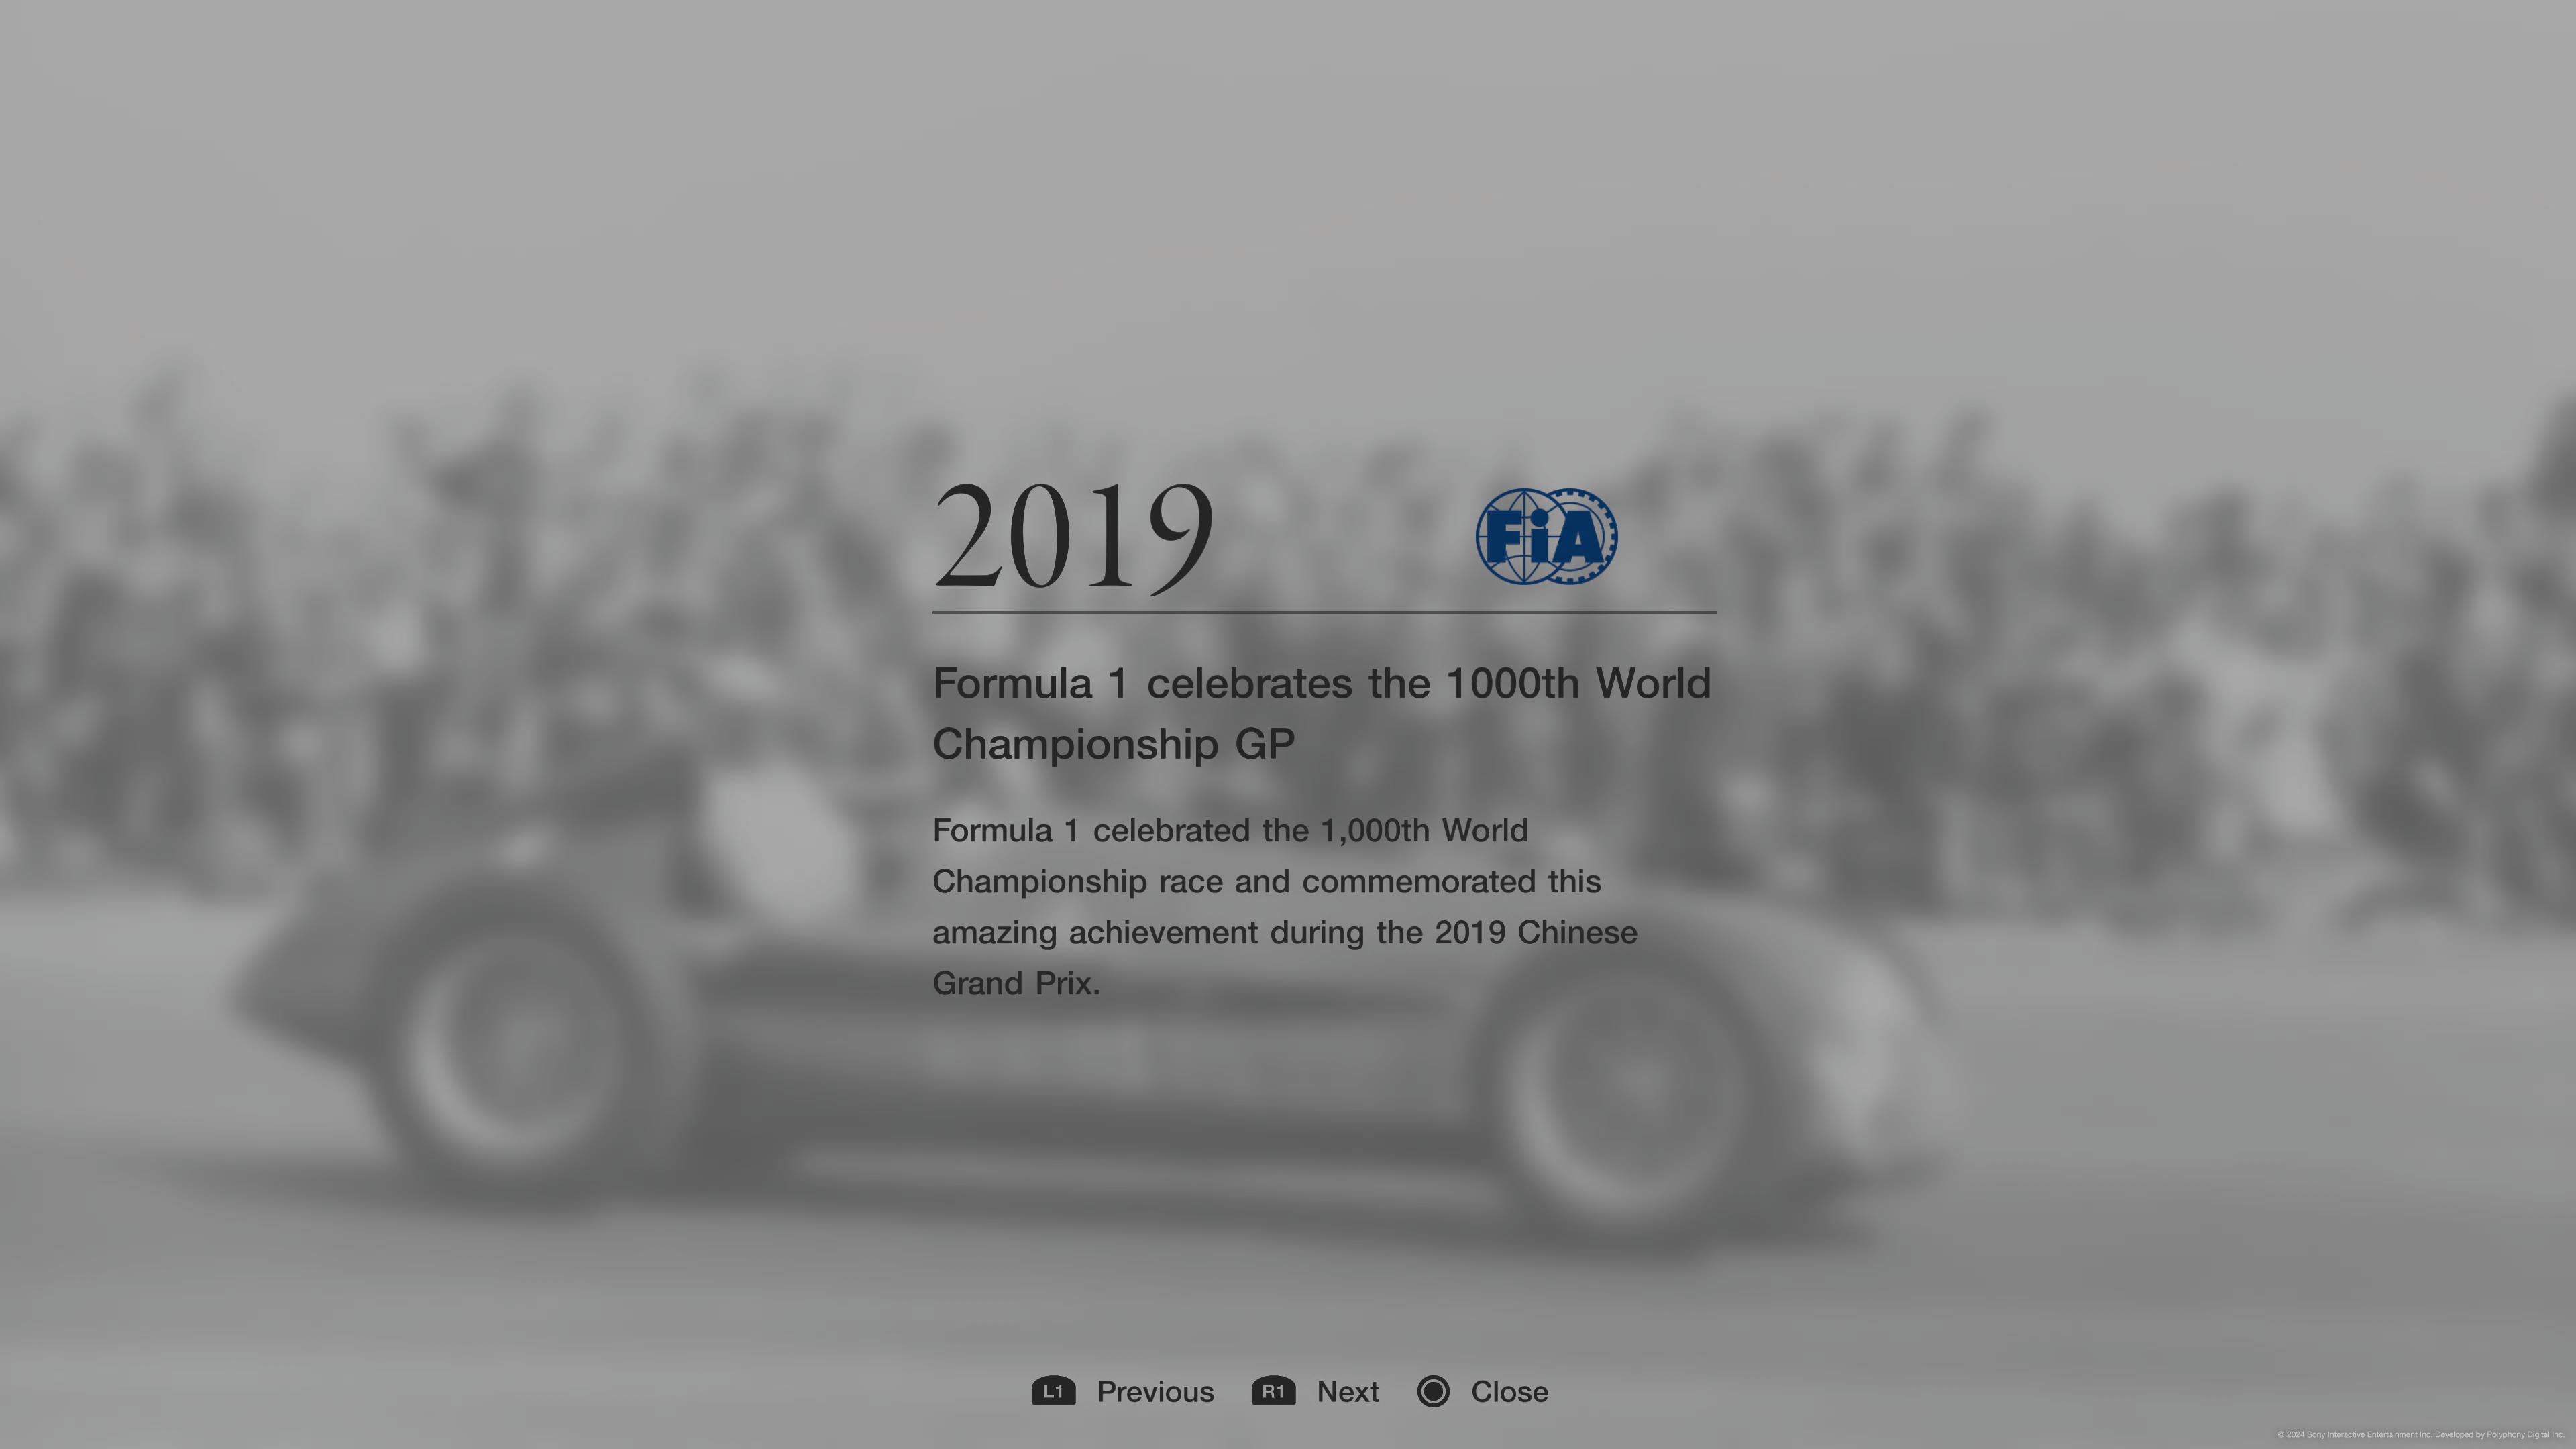 2019
FiA
Formula 1 celebrates the 1000th World
Championship GP
Formula 1 celebrated the 1,000th World
Championship race and commemorated this
amazing achievement during the 2019 Chinese
Grand Prix.
L1 Previous R1 Next Close
© 2024 Sony Interactive Entertainment Inc. Developed by Polyphony Digital Inc.